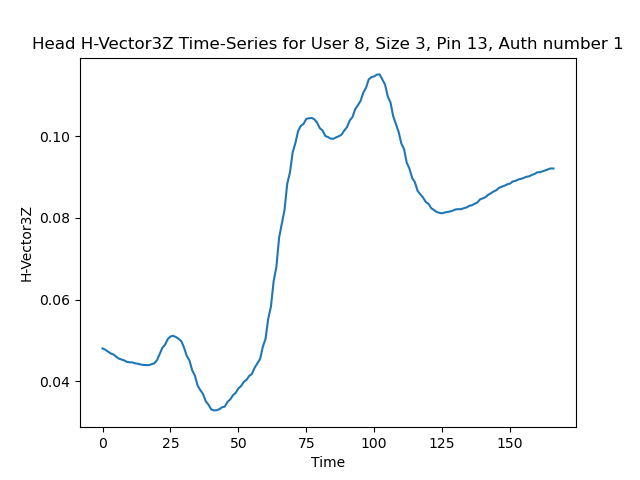 Head H-Vector3Z Time-Series for User 8, Size 3, Pin 13, Auth number 1
H-Vector3Z
0.10
0.08
0.06
0.04
0 25 50 75 100 125 150
Time